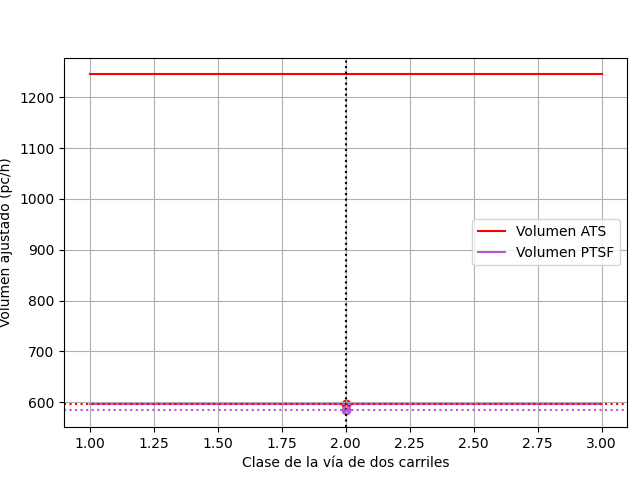 Volumen ajustado (pc/h)
1200
1100
1000
900
800
700
600
Volumen ATS
Volumen PTSF
1.00 1.25 1.50 1.75 2.00 2.25 2.50 2.75 3.00
Clase de la vía de dos carriles